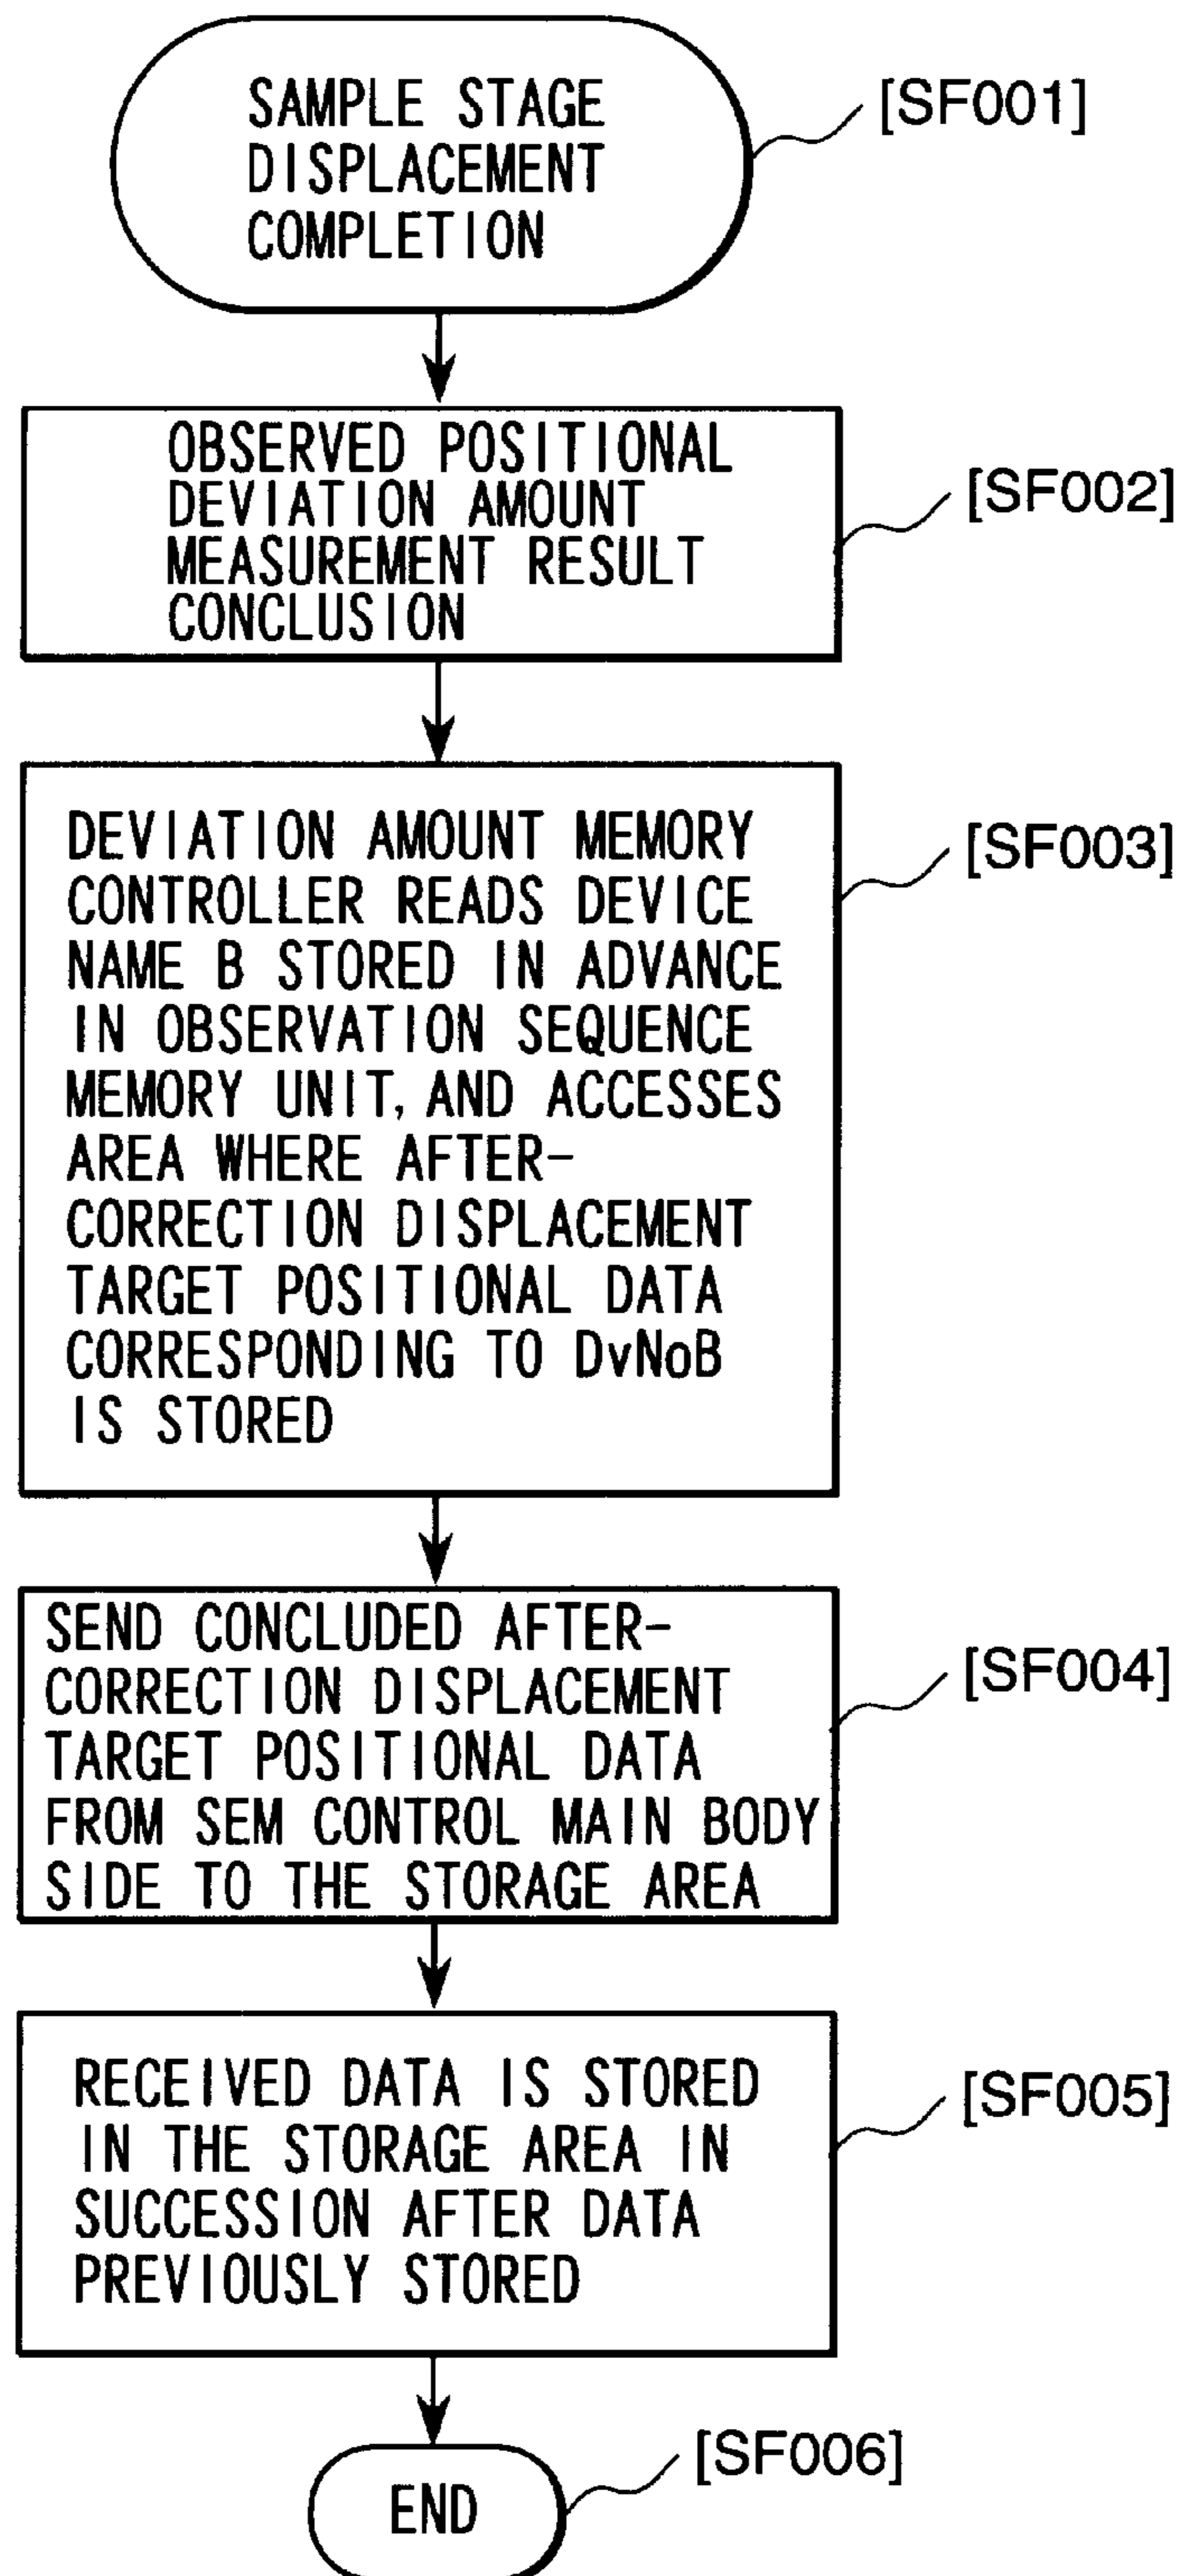 SAMPLE STAGE
DISPLACEMENT
COMPLETION
[SF001]
OBSERVED POSITIONAL
DEVIATION AMOUNT
MEASUREMENT RESULT
CONCLUSION
[SF002]
DEVIATION AMOUNT MEMORY
CONTROLLER READS DEVICE
NAME B STORED IN ADVANCE
IN OBSERVATION SEQUENCE
MEMORY UNIT, AND ACCESSES
AREA WHERE AFTER-
CORRECTION DISPLACEMENT
TARGET POSITIONAL DATA
CORRESPONDING TO DvNoB
IS STORED
[SF003]
SEND CONCLUDED AFTER-
CORRECTION DISPLACEMENT
TARGET POSITIONAL DATA
FROM SEM CONTROL MAIN BODY
SIDE TO THE STORAGE AREA
[SF004]
RECEIVED DATA IS STORED
IN THE STORAGE AREA IN
SUCCESSION AFTER DATA
PREVIOUSLY STORED
[SF005]
END
[SF006]